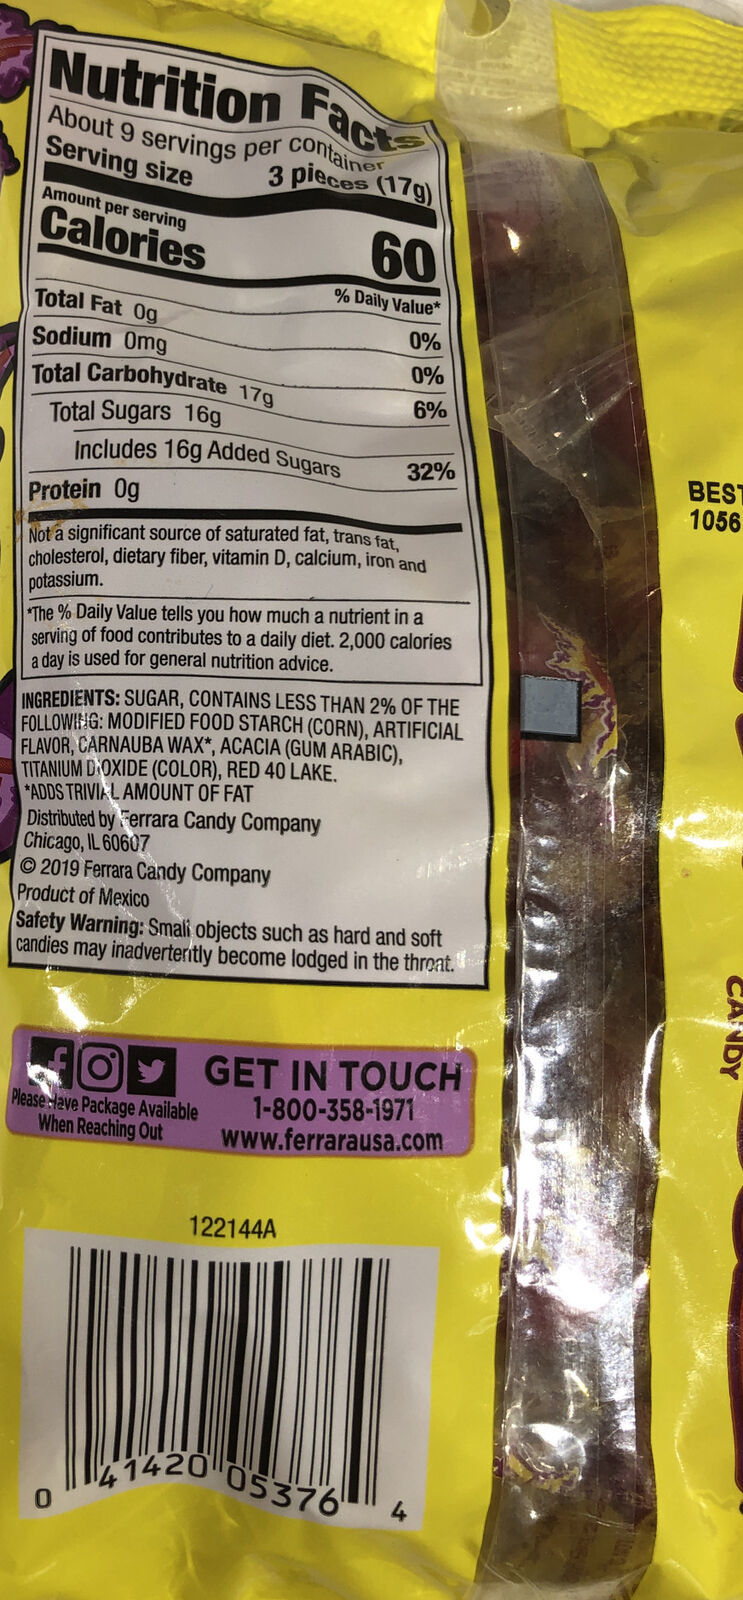 Nutrition Facts
About 9 servings per container
Serving size 3 pieces (17g)
Amount per serving
Calories 60
% Daily Value*
Total Fat 0g 0%
Sodium 0mg 0%
Total Carbohydrate 17g 6%
Total Sugars 16g
Includes 16g Added Sugars 32%
Protein 0g
Not a significant source of saturated fat, trans fat,
cholesterol, dietary fiber, vitamin D, calcium, iron and
potassium.
*The % Daily Value tells you how much a nutrient in a
serving of food contributes to a daily diet. 2,000 calories
a day is used for general nutrition advice.
INGREDIENTS: SUGAR, CONTAINS LESS THAN 2% OF THE
FOLLOWING: MODIFIED FOOD STARCH (CORN), ARTIFICIAL
FLAVOR, CARNAUBA WAX*, ACACIA (GUM ARABIC),
TITANIUM DIOXIDE (COLOR), RED 40 LAKE.
*ADDS TRIVIAL AMOUNT OF FAT
Distributed by Ferrara Candy Company
Chicago, IL 60607
© 2019 Ferrara Candy Company
Product of Mexico
Safety Warning: Small objects such as hard and soft
candies may inadvertently become lodged in the throat.
GET IN TOUCH
Please Have Package Available
When Reaching Out
1-800-358-1971
www.ferrarausa.com
122144A
0 41420 05376 4
BEST
1056
CANDY